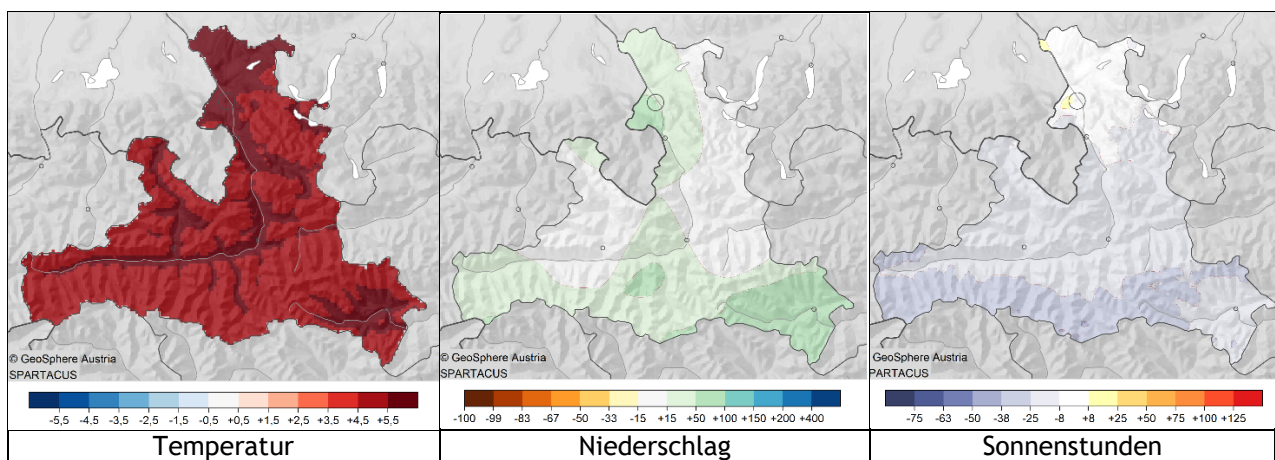 © GeoSphere Austria
SPARTACUS
-5,5 -4,5 -3,5 -2,5 -1,5 -0,5 +0,5 +1,5 +2,5 +3,5 +4,5 +5,5
Temperatur
© GeoSphere Austria
SPARTACUS
-100 -99 -83 -67 -50 -33 -15 +15 +50 +100 +150 +200 +400
Niederschlag
GeoSphere Austria
SPARTACUS
-75 -63 -50 -38 -25 -8 +8 +25 +50 +75 +100 +125
Sonnenstunden